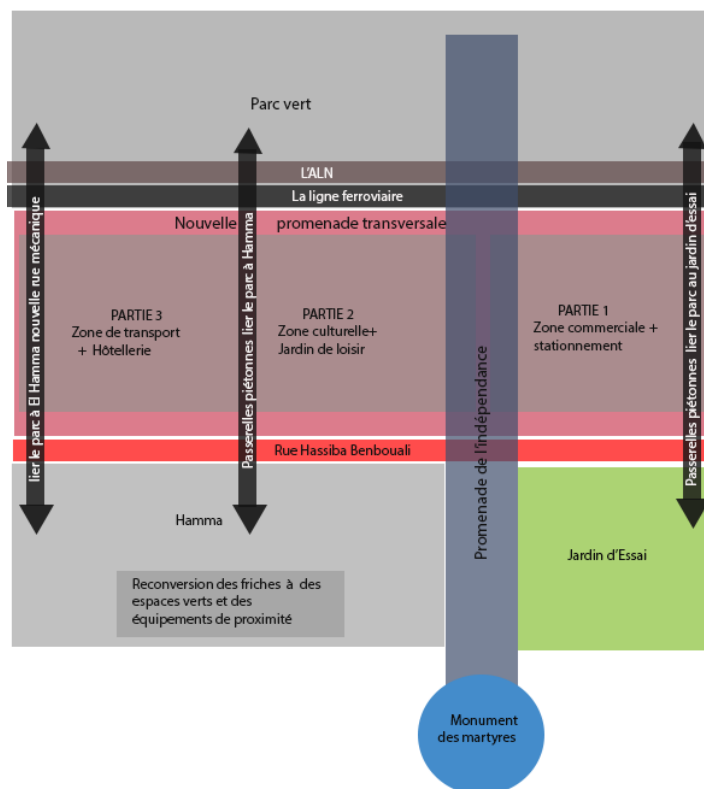 Parc vert
L'ALN
La ligne ferroviaire
Nouvelle promenade transversale
lier le parc à El Hamma nouvelle rue mécanique
Passerelles piétonnes lier le parc à Hamma
Passerelles piétonnes lier le parc au jardin d'essai
PARTIE 3
Zone de transport
+ Hôtellerie
PARTIE 2
Zone culturelle+
Jardin de loisir
PARTIE 1
Zone commerciale +
stationnement
Promenade de l'indépendance
Rue Hassiba Benbouali
Hamma
Jardin d'Essai
Reconversion des friches à des
espaces verts et des
équipements de proximité
Monument
des martyres